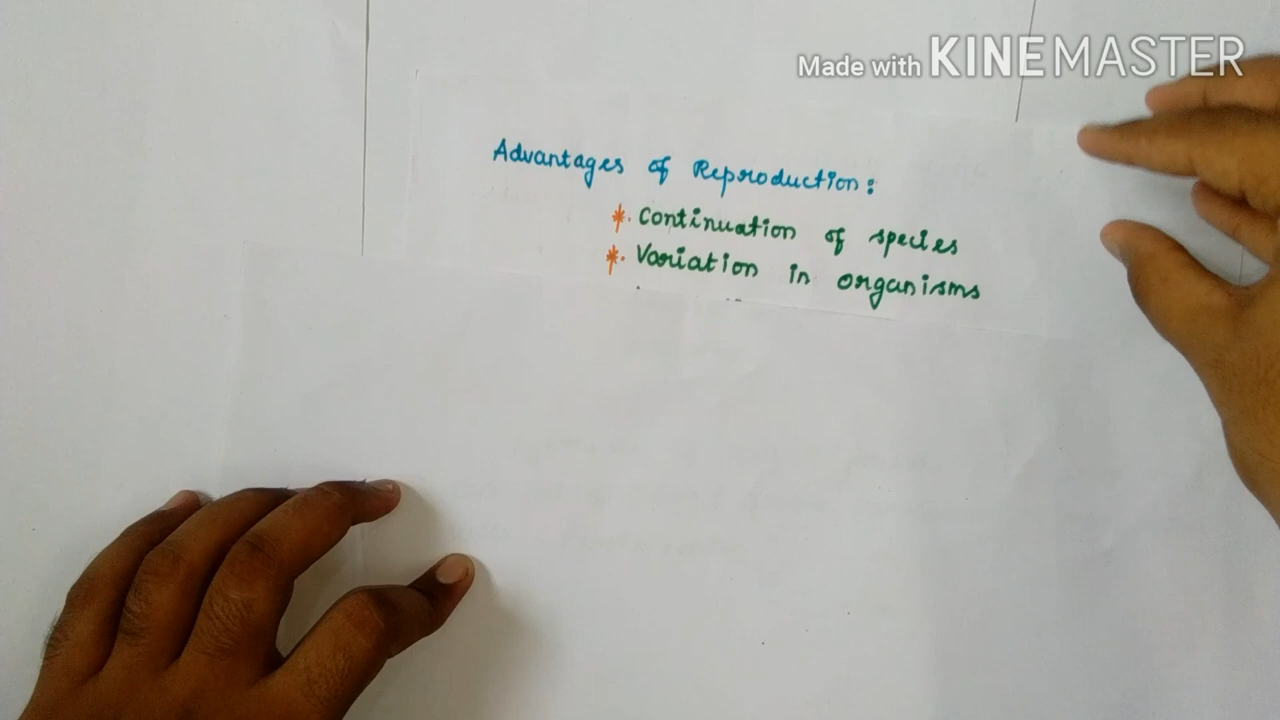 Made with KINEMASTER
Advantages of Reproduction:
*. Continuation of species
*. Variation in organisms